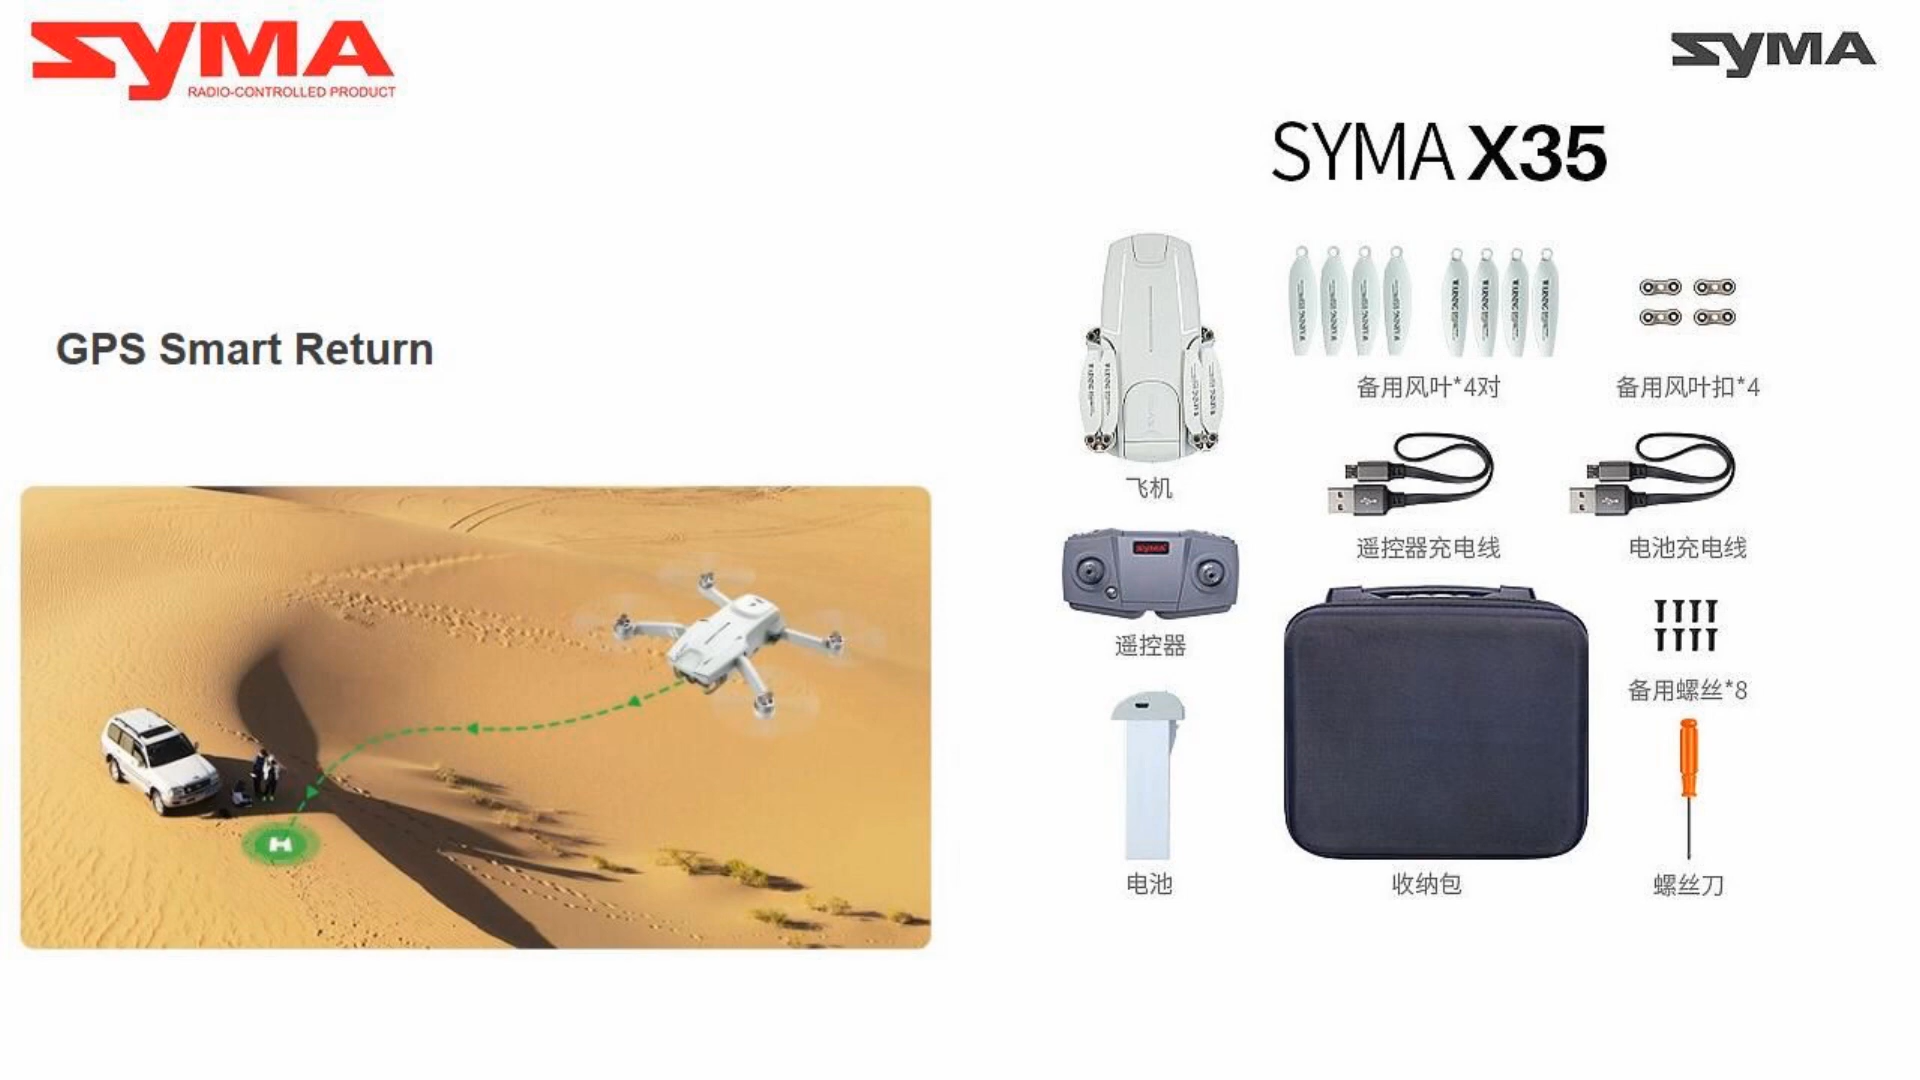 SYMA
RADIO-CONTROLLED PRODUCT
SYMA
SYMA X35
GPS Smart Return
备用风叶*4对
备用风叶扣*4
飞机
遥控器充电线
电池充电线
SYMA
遥控器
备用螺丝*8
H
电池
收纳包
螺丝刀